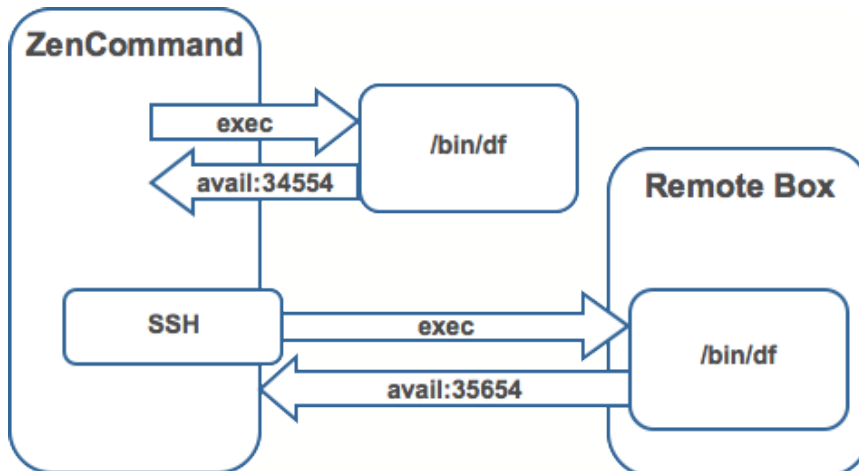 ZenCommand
exec
/bin/df
avail:34554
Remote Box
SSH
exec
/bin/df
avail:35654